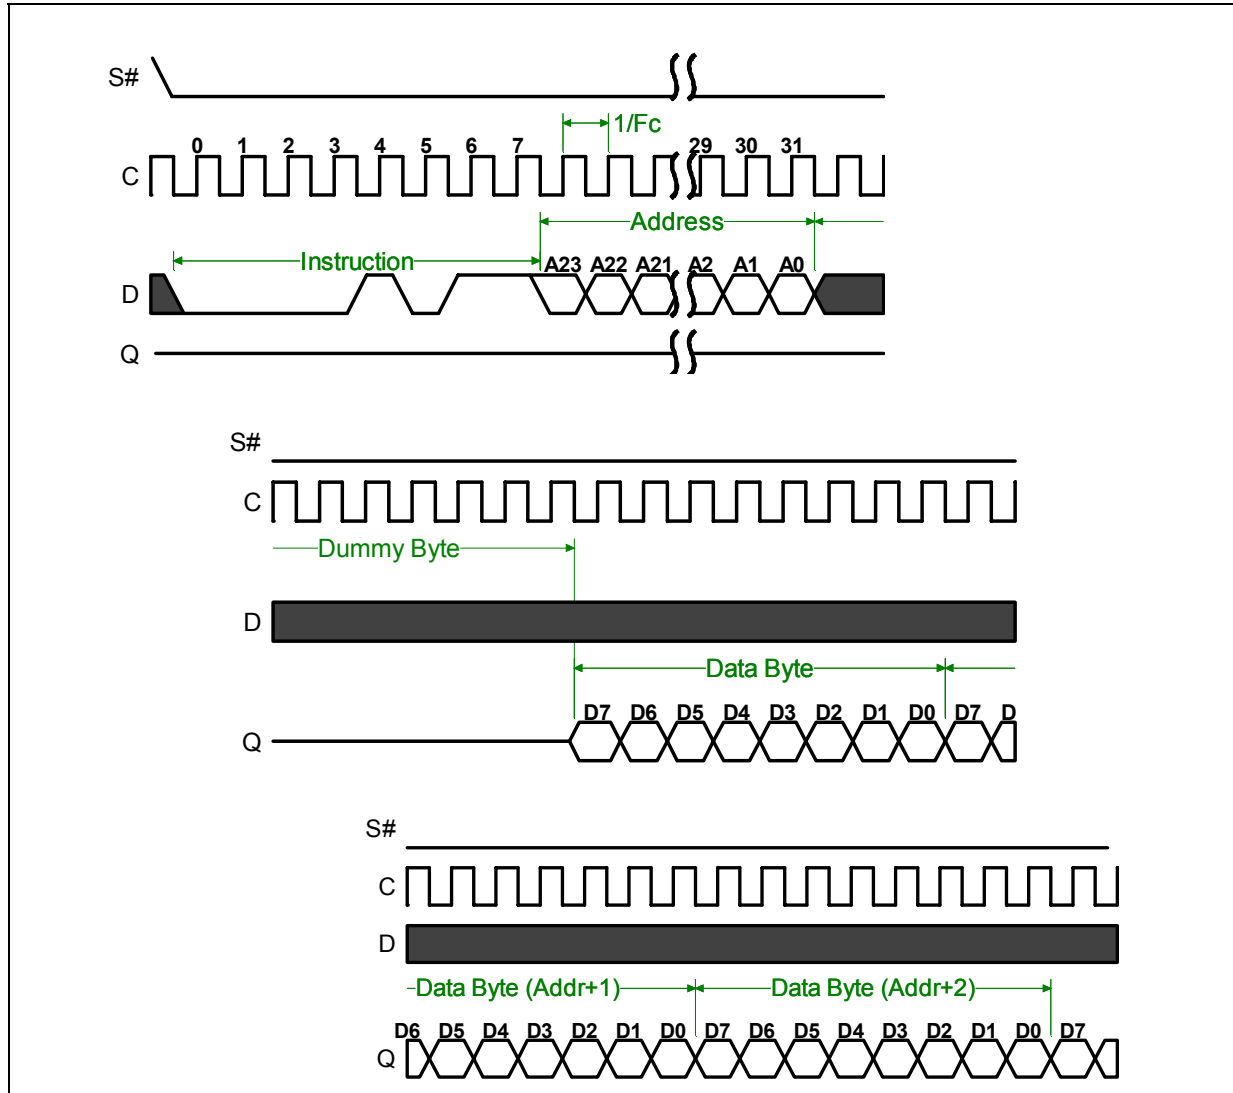 S#
1/Fc
0 1 2 3 4 5 6 7 29 30 31
C
Address
Instruction
A23 A22 A21 A2 A1 A0
D
Q
S#
C
Dummy Byte
D
Data Byte
D7 D6 D5 D4 D3 D2 D1 D0 D7 D
Q
S#
C
D
Data Byte (Addr+1) Data Byte (Addr+2)
D6 D5 D4 D3 D2 D1 D0 D7 D6 D5 D4 D3 D2 D1 D0 D7
Q